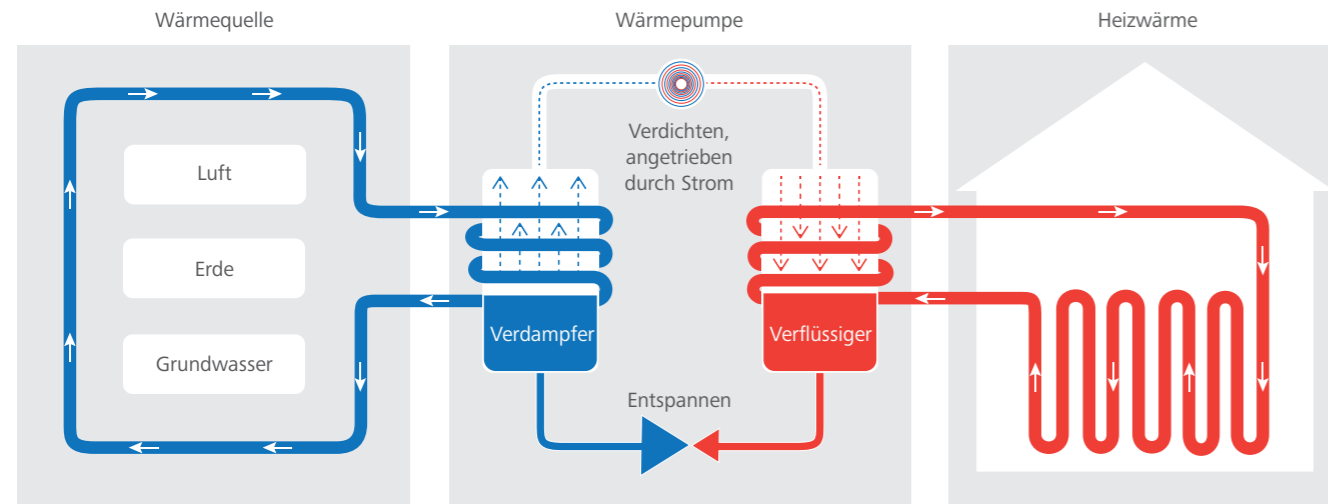 Wärmequelle
Wärmepumpe
Heizwärme
Luft
Erde
Grundwasser
Verdichten,
angetrieben
durch Strom
Verdampfer
Verflüssiger
Entspannen